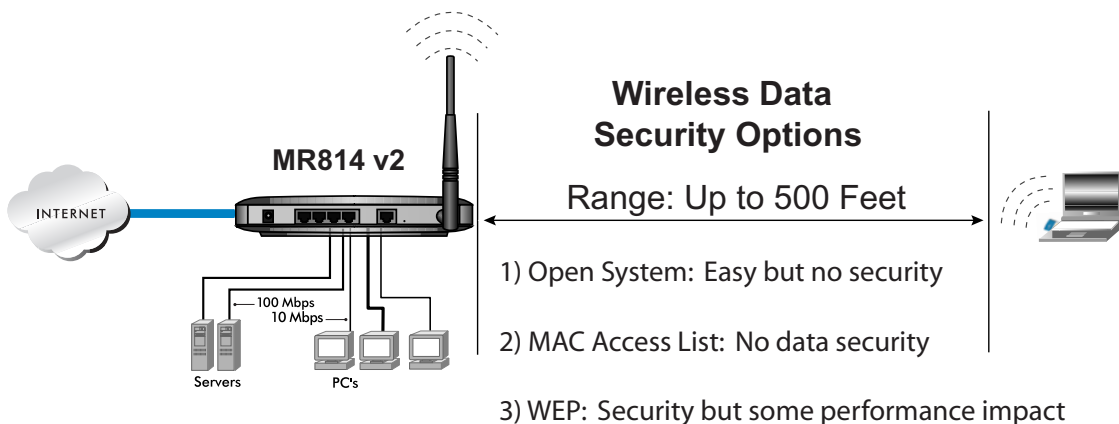 Wireless Data
Security Options
MR814 v2
Range: Up to 500 Feet
INTERNET
1) Open System: Easy but no security
100 Mbps
10 Mbps
2) MAC Access List: No data security
Servers
PC's
3) WEP: Security but some performance impact